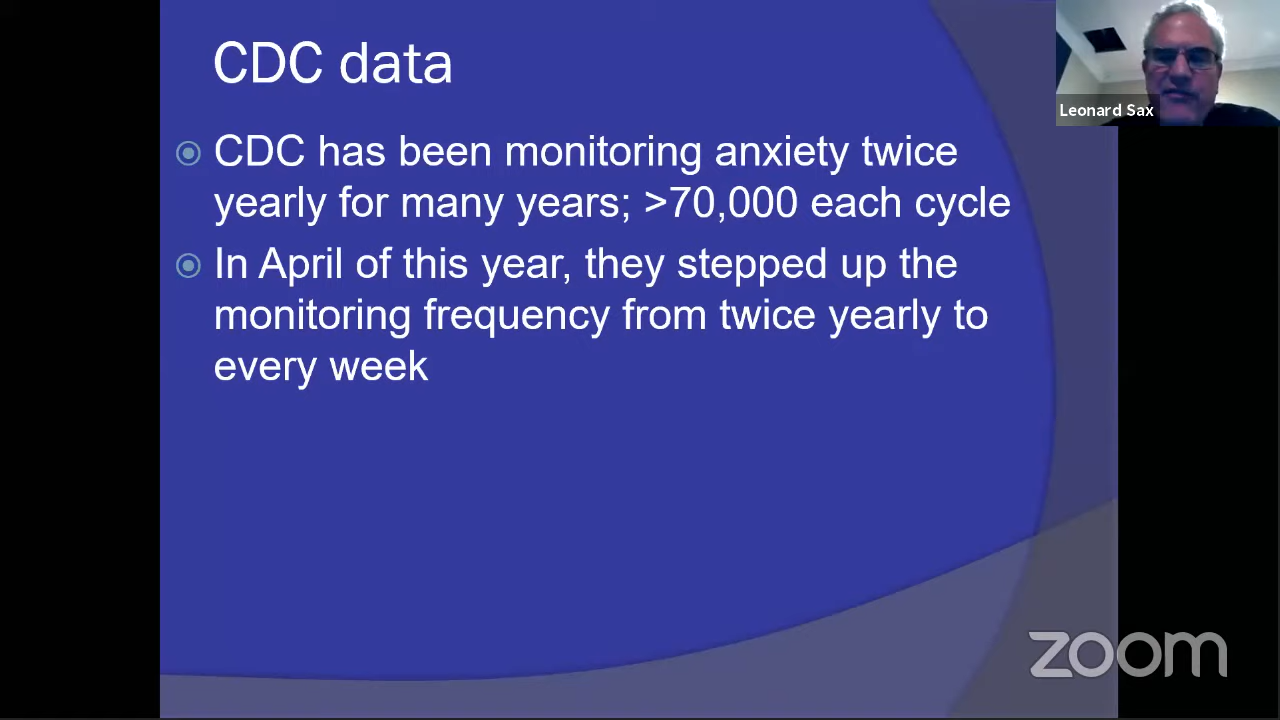 CDC data
CDC has been monitoring anxiety twice
yearly for many years; >70,000 each cycle
In April of this year, they stepped up the
monitoring frequency from twice yearly to
every week
Leonard Sax
zoom